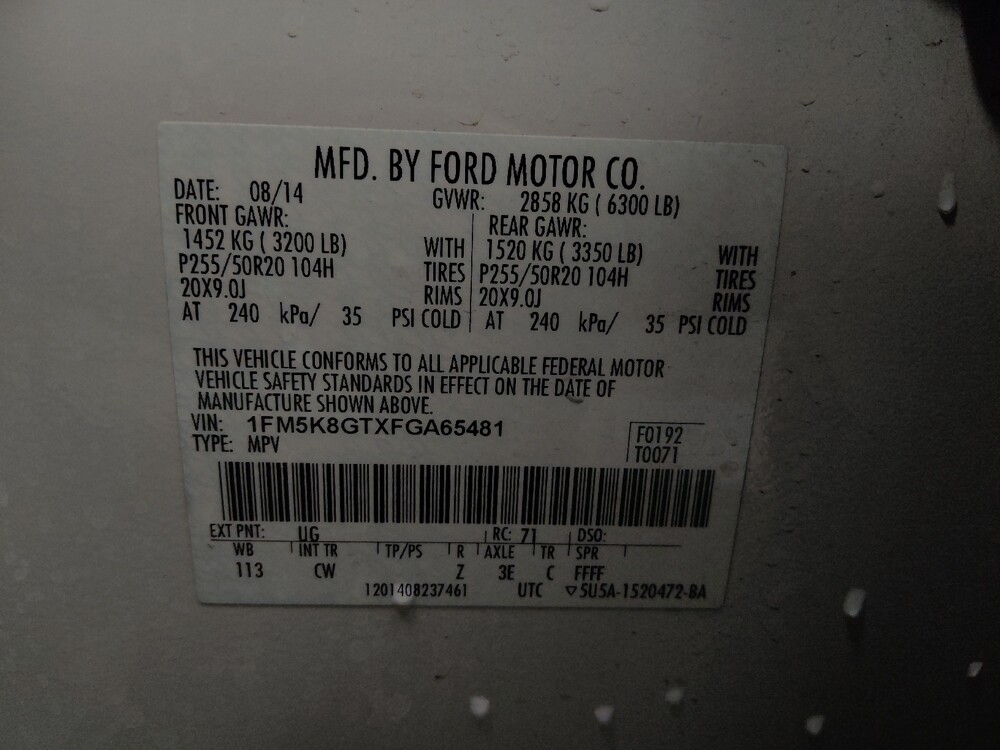 MFD. BY FORD MOTOR CO.
DATE: 08/14 GVWR: 2858 KG ( 6300 LB)
FRONT GAWR: REAR GAWR:
1452 KG ( 3200 LB) WITH 1520 KG ( 3350 LB) WITH
P255/50R20 104H TIRES P255/50R20 104H TIRES
20X9.0J RIMS 20X9.0J RIMS
AT 240 kPa/ 35 PSI COLD AT 240 kPa/ 35 PSI COLD
THIS VEHICLE CONFORMS TO ALL APPLICABLE FEDERAL MOTOR
VEHICLE SAFETY STANDARDS IN EFFECT ON THE DATE OF
MANUFACTURE SHOWN ABOVE.
VIN: 1FM5K8GTXFGA65481 F0192
TYPE: MPV T0071
EXT PNT: UG RC: 71 DSO:
WB INT TR TP/PS R AXLE TR SPR
113 CW Z 3E C FFFF
1201408237461 UTC ▽5U5A-1520472-BA